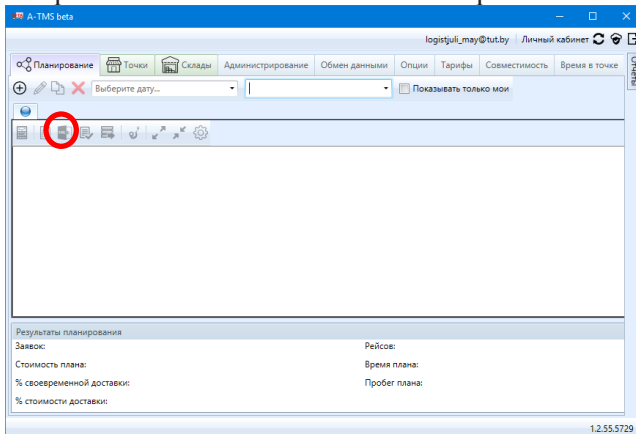 A-TMS beta
logistjuli_may@tut.by Личный кабинет
Планирование Точки Склады Администрирование Обмен данными Опции Тарифы Совместимость Время в точке
Отчеты
Выберите дату... Показывать только мои
Результаты планирования
Заявок: Рейсов:
Стоимость плана: Время плана:
% своевременной доставки: Пробег плана:
% стоимости доставки:
1.2.55.5729